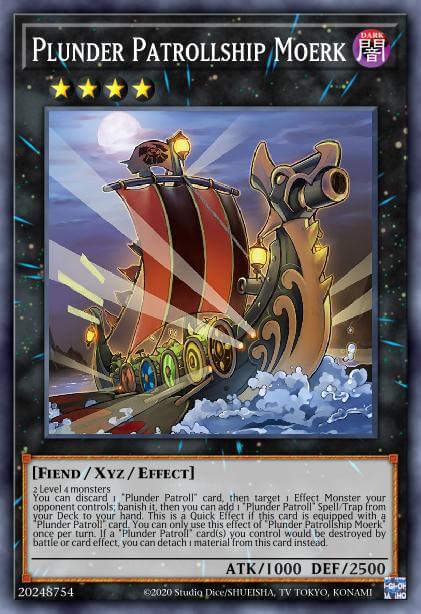 PLUNDER PATROLLSHIP MOERK
DARK
闇
[FIEND / XYZ / EFFECT]
2 Level 4 monsters
You can discard 1 "Plunder Patroll" card, then target 1 Effect Monster your
opponent controls; banish it, then you can add 1 "Plunder Patroll" Spell/Trap from
your Deck to your hand. This is a Quick Effect if this card is equipped with a
"Plunder Patroll" card. You can only use this effect of "Plunder Patrollship Moerk"
once per turn. If a "Plunder Patroll" card(s) you control would be destroyed by
battle or card effect, you can detach 1 material from this card instead.
ATK/1000 DEF/2500
20248754
©2020 Studio Dice/SHUEISHA, TV TOKYO, KONAMI